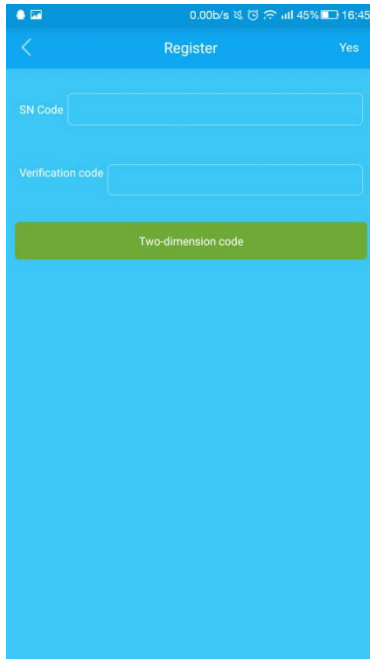 0.00b/s 45% 16:45
Register Yes
SN Code
Verification code
Two-dimension code